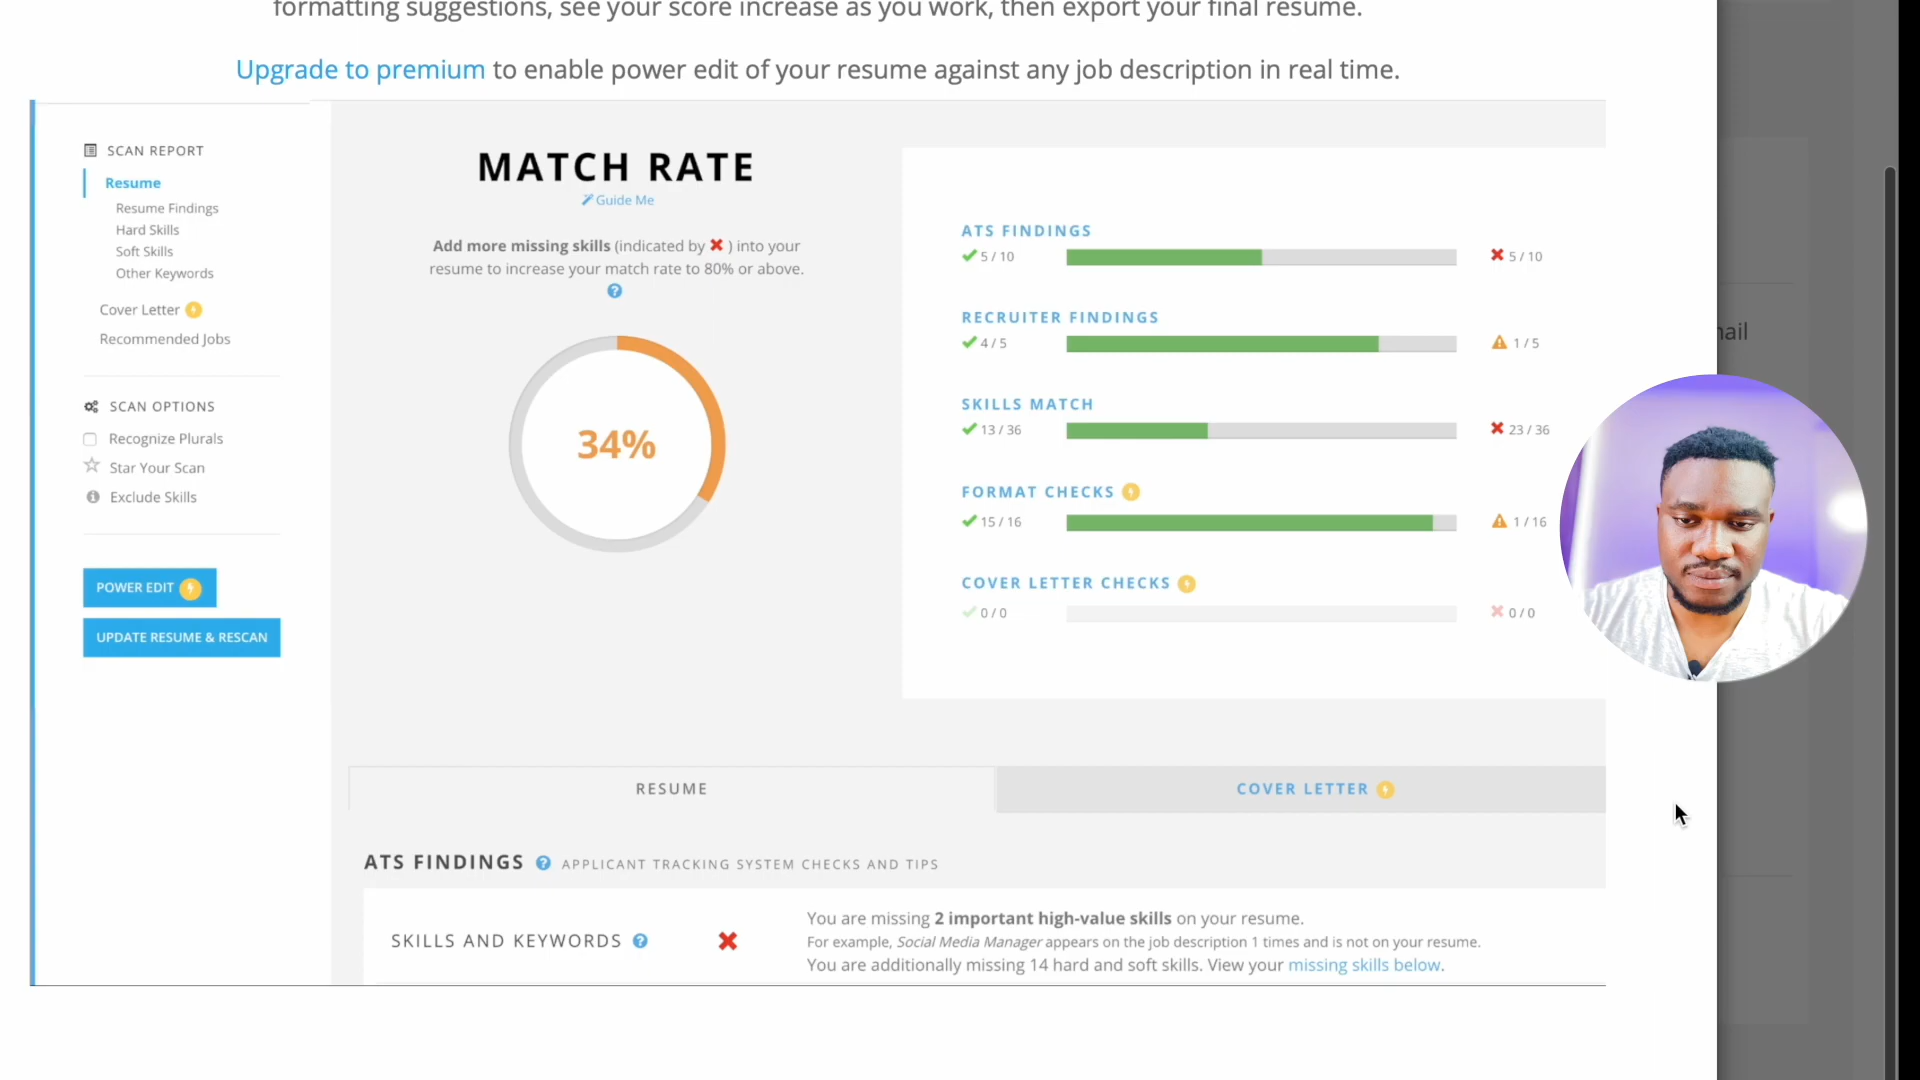 formatting suggestions, see your score increase as you work, then export your final resume.
Upgrade to premium to enable power edit of your resume against any job description in real time.
SCAN REPORT
Resume
Resume Findings
Hard Skills
Soft Skills
Other Keywords
Cover Letter
Recommended Jobs
SCAN OPTIONS
Recognize Plurals
Star Your Scan
Exclude Skills
POWER EDIT
UPDATE RESUME & RESCAN
MATCH RATE
Guide Me
Add more missing skills (indicated by ✖ ) into your
resume to increase your match rate to 80% or above.
34%
ATS FINDINGS
5 / 10
5 / 10
RECRUITER FINDINGS
4 / 5
1 / 5
SKILLS MATCH
13 / 36
23 / 36
FORMAT CHECKS
15 / 16
1 / 16
COVER LETTER CHECKS
0 / 0
0 / 0
RESUME
COVER LETTER
ATS FINDINGS ? APPLICANT TRACKING SYSTEM CHECKS AND TIPS
SKILLS AND KEYWORDS ?
You are missing 2 important high-value skills on your resume.
For example, Social Media Manager appears on the job description 1 times and is not on your resume.
You are additionally missing 14 hard and soft skills. View your missing skills below.